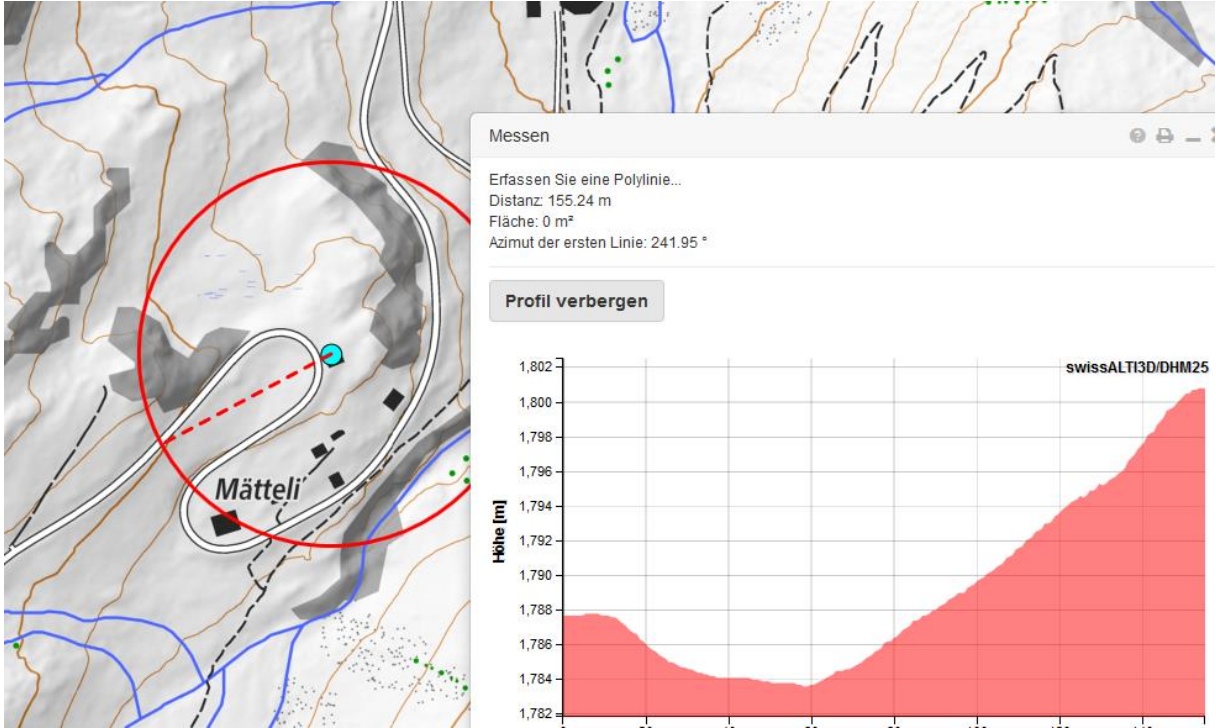 Messen
Erfassen Sie eine Polylinie...
Distanz: 155.24 m
Fläche: 0 m²
Azimut der ersten Linie: 241.95 °
Profil verbergen
swissALTI3D/DHM25
1,802
1,800
1,798
1,796
1,794
1,792
1,790
1,788
1,786
1,784
1,782
Höhe [m]
Mätteli